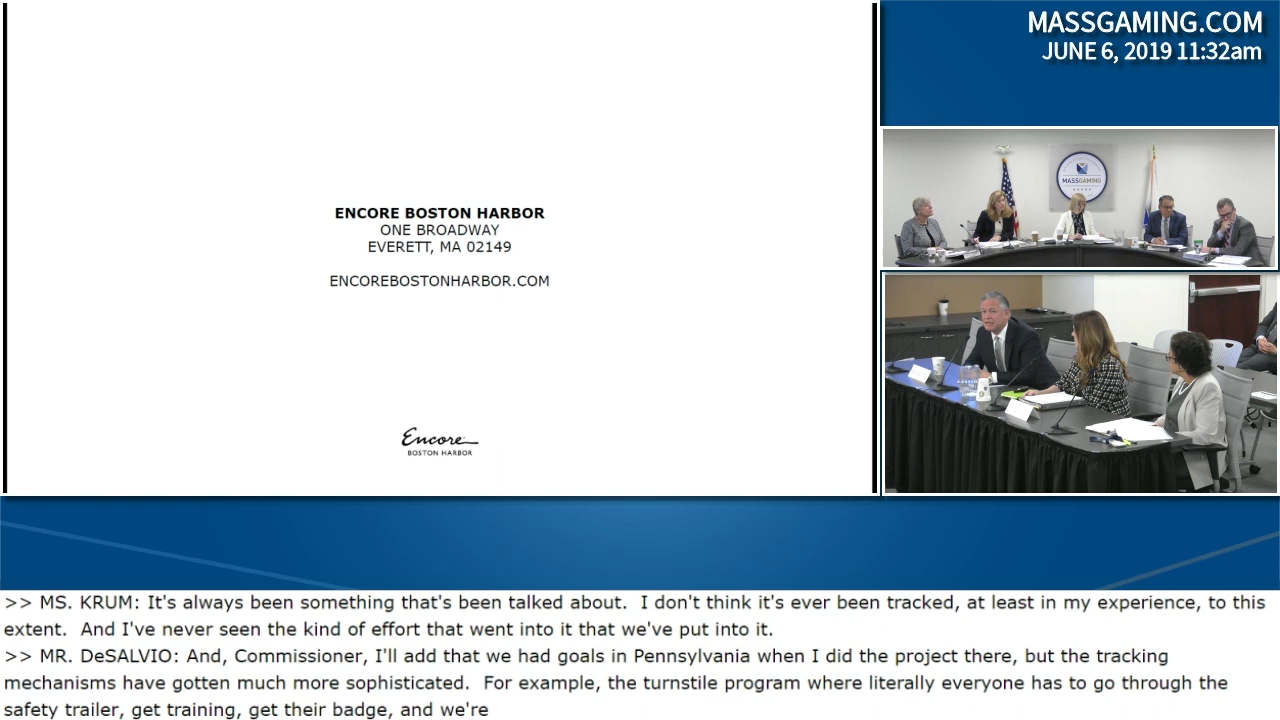 MASSGAMING.COM
JUNE 6, 2019 11:32am
ENCORE BOSTON HARBOR
ONE BROADWAY
EVERETT, MA 02149
ENCOREBOSTONHARBOR.COM
Encore
BOSTON HARBOR
MASSGAMING
>> MS. KRUM: It's always been something that's been talked about.  I don't think it's ever been tracked, at least in my experience, to this
extent.  And I've never seen the kind of effort that went into it that we've put into it.
>> MR. DeSALVIO: And, Commissioner, I'll add that we had goals in Pennsylvania when I did the project there, but the tracking
mechanisms have gotten much more sophisticated.  For example, the turnstile program where literally everyone has to go through the
safety trailer, get training, get their badge, and we're